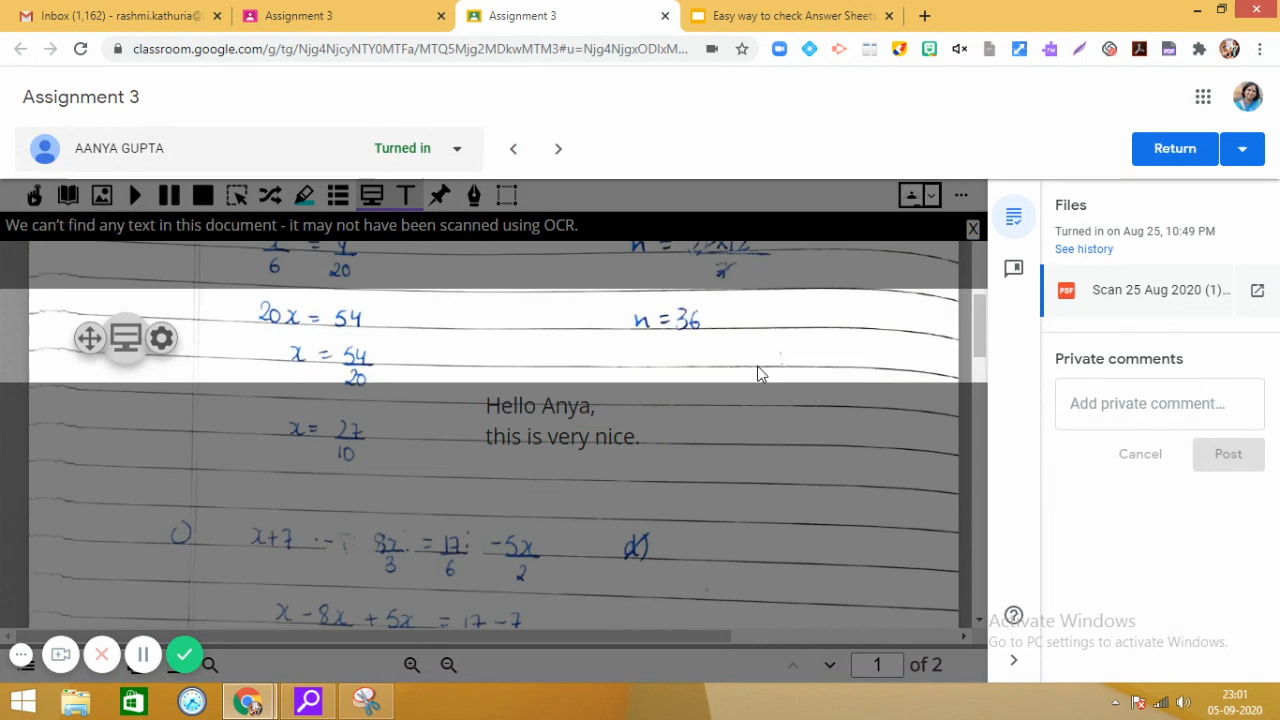 Inbox (1,162) - rashmi.kathuria@
Assignment 3
Assignment 3
Easy way to check Answer Sheets
classroom.google.com/g/tg/Njg4NjcyNTY0MTFa/MTQ5Mjg2MDkwMTM3#u=Njg4NjgxODIxM...
Assignment 3
AANYA GUPTA
Turned in
Return
We can't find any text in this document - it may not have been scanned using OCR.
X
6
20
n =
20x = 54
n = 36
x = 54
20
Hello Anya,
this is very nice.
x = 27
10
x+7 - 8x = 17 - 5x
3 6 2
d)
x - 8x + 5x = 17 - 7
1 of 2
Files
Turned in on Aug 25, 10:49 PM
See history
PDF
Scan 25 Aug 2020 (1)...
Private comments
Add private comment...
Cancel
Post
Activate Windows
Go to PC settings to activate Windows.
23:01
05-09-2020